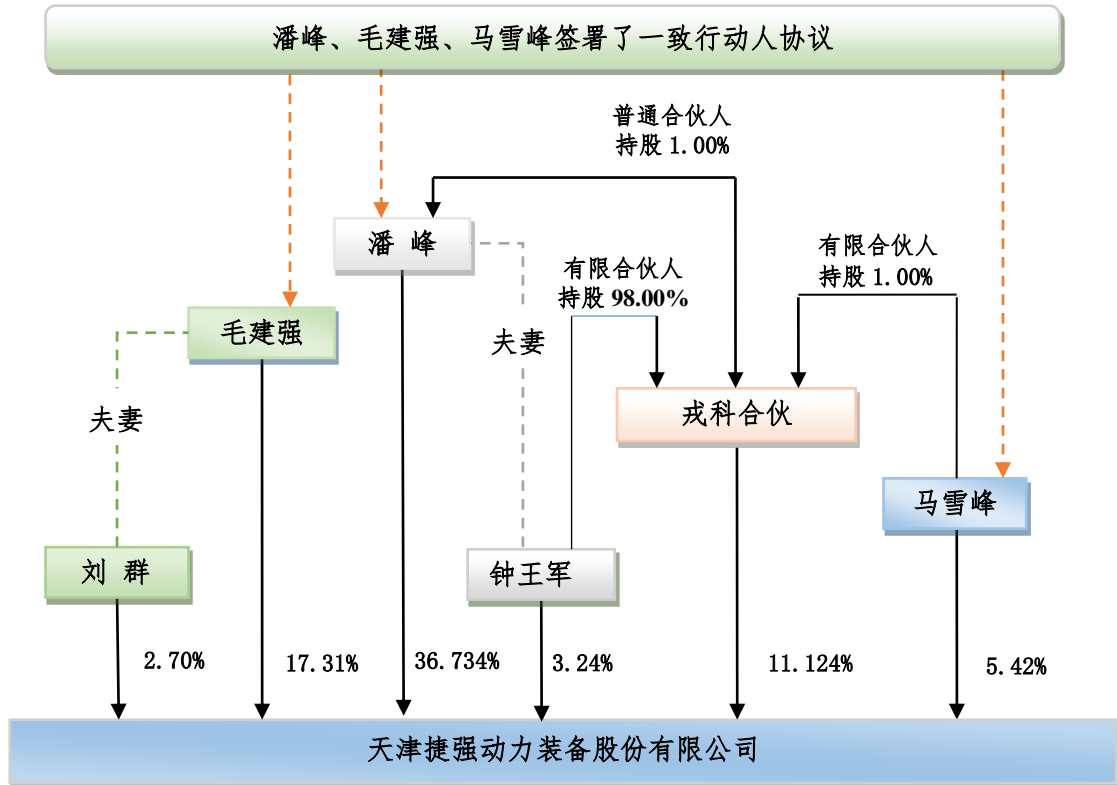 潘峰、毛建强、马雪峰签署了一致行动人协议
普通合伙人
持股 1.00%
潘 峰
有限合伙人
持股 98.00%
有限合伙人
持股 1.00%
毛建强
夫妻
夫妻
戎科合伙
马雪峰
刘 群
钟王军
2.70%
17.31%
36.734%
3.24%
11.124%
5.42%
天津捷强动力装备股份有限公司